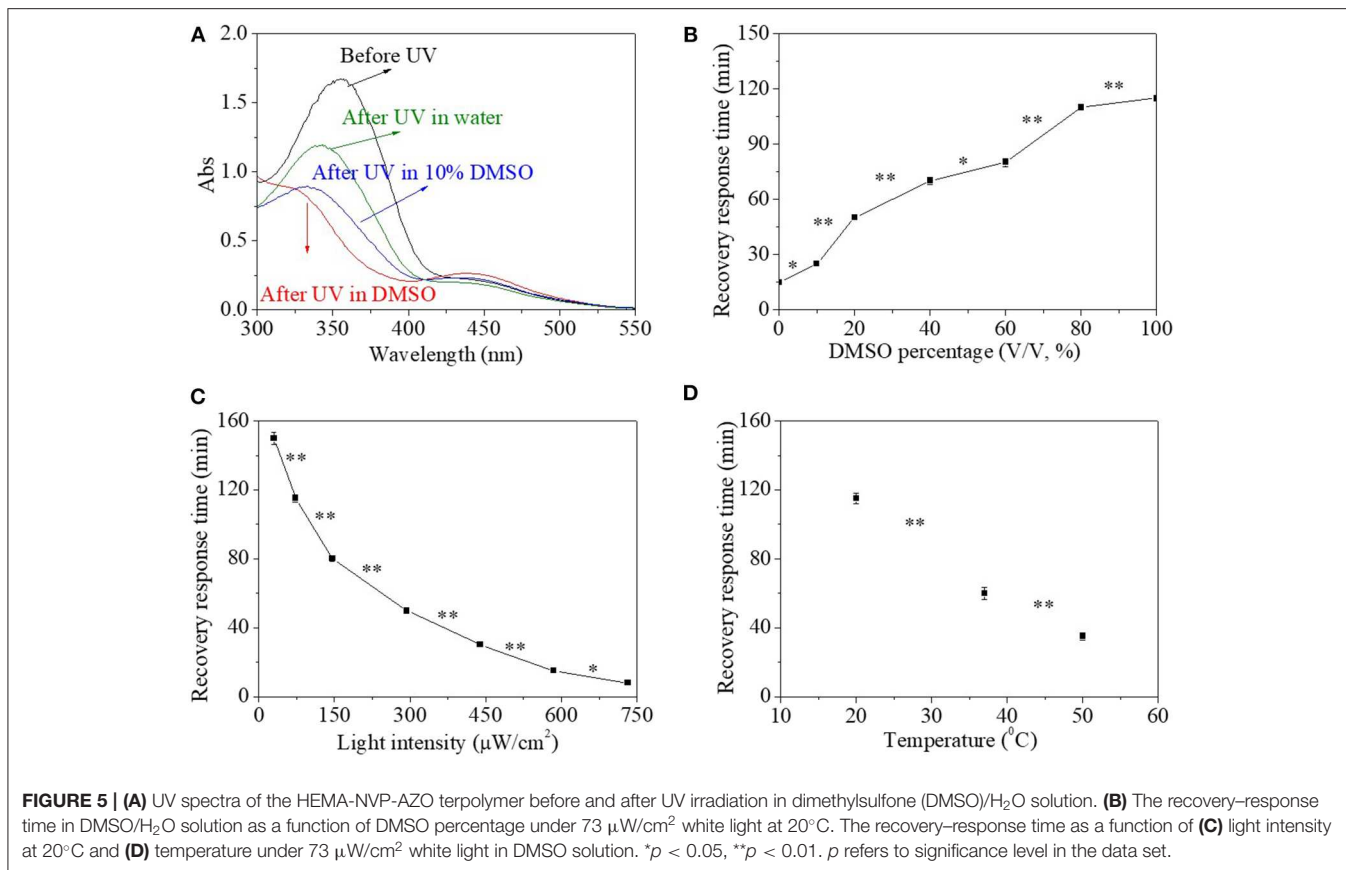 A
2.0
1.5
1.0
0.5
0.0
Abs
Before UV
After UV in water
After UV in 10% DMSO
After UV in DMSO
300 350 400 450 500 550
Wavelength (nm)
B
150
120
90
60
30
0
Recovery response time (min)
* ** ** * ** **
0 20 40 60 80 100
DMSO percentage (V/V, %)
C
160
120
80
40
0
Recovery response time (min)
** ** ** ** ** *
0 150 300 450 600 750
Light intensity (μW/cm²)
D
160
120
80
40
0
Recovery response time (min)
** **
10 20 30 40 50 60
Temperature (⁰C)
FIGURE 5 | (A) UV spectra of the HEMA-NVP-AZO terpolymer before and after UV irradiation in dimethylsulfone (DMSO)/H₂O solution. (B) The recovery–response
time in DMSO/H₂O solution as a function of DMSO percentage under 73 μW/cm² white light at 20°C. The recovery–response time as a function of (C) light intensity
at 20°C and (D) temperature under 73 μW/cm² white light in DMSO solution. *p < 0.05, **p < 0.01. p refers to significance level in the data set.